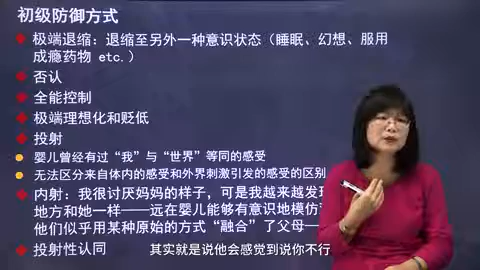 初级防御方式
极端退缩：退缩至另外一种意识状态（睡眠、幻想、服用
成瘾药物 etc.）
否认
全能控制
极端理想化和贬低
投射
婴儿曾经有过“我”与“世界”等同的感受
无法区分来自体内的感受和外界刺激引发的感受的区别
内射：我很讨厌妈妈的样子，可是我越来越发现
地方和她一样——远在婴儿能够有意识地模仿
他们似乎用某种原始的方式“融合”了父母——
投射性认同
其实就是说他会感觉到说你不行